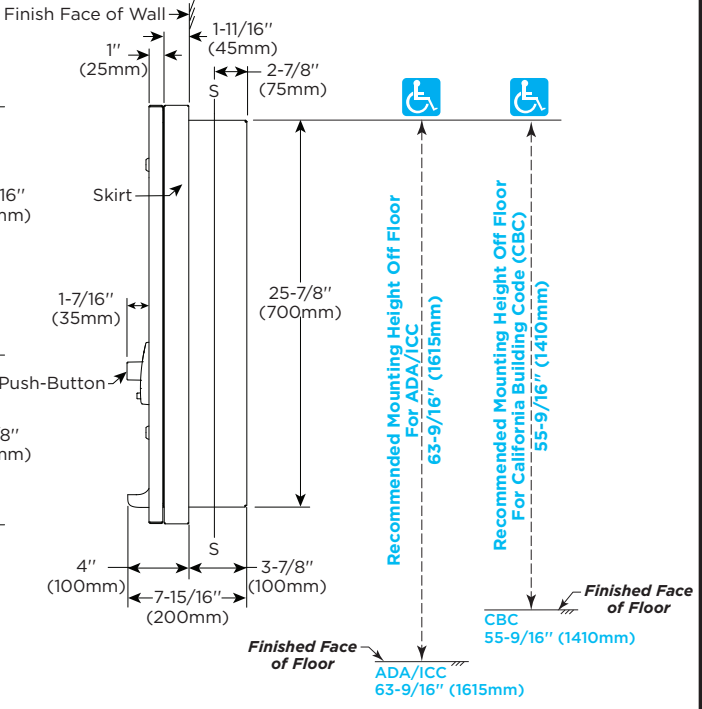 Finish Face of Wall
1-11/16"
(45mm)
1"
(25mm)
2-7/8"
(75mm)
S
16"
Skirt
1-7/16"
(35mm)
25-7/8"
(700mm)
Push-Button
8"
S
4"
(100mm)
3-7/8"
(100mm)
7-15/16"
(200mm)
Recommended Mounting Height Off Floor
For ADA/ICC
63-9/16" (1615mm)
Recommended Mounting Height Off Floor
For California Building Code (CBC)
55-9/16" (1410mm)
Finished Face
of Floor
CBC
55-9/16" (1410mm)
Finished Face
of Floor
ADA/ICC
63-9/16" (1615mm)